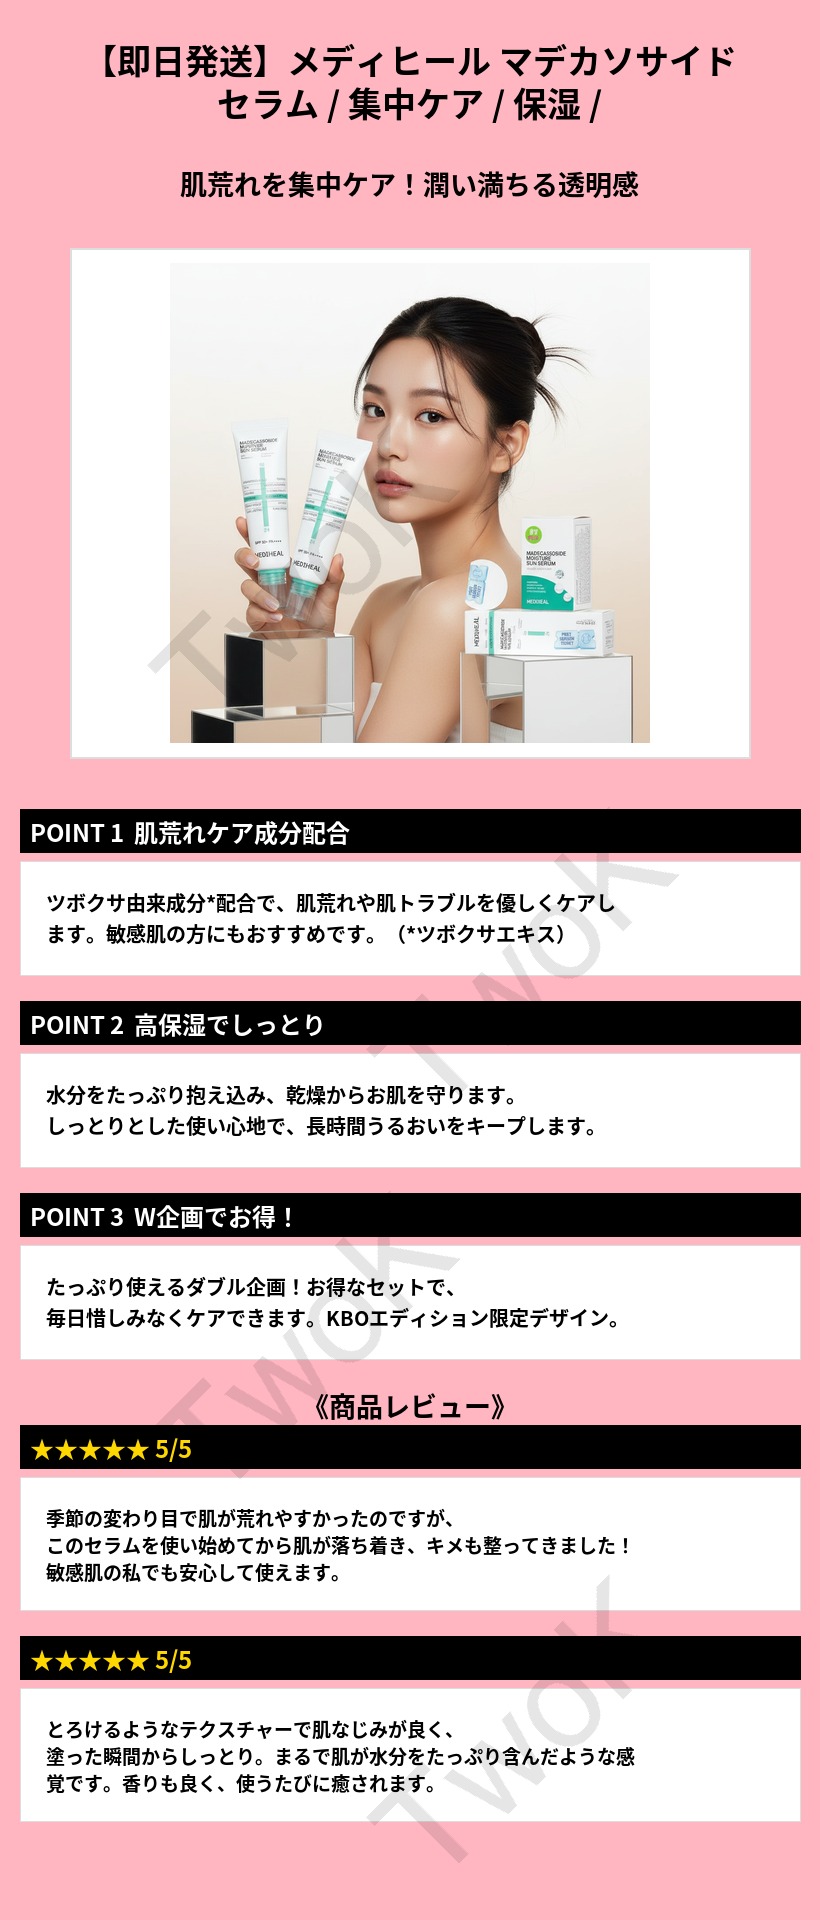 【即日発送】メディヒール マデカソサイド
セラム / 集中ケア / 保湿 /
肌荒れを集中ケア！潤い満ちる透明感
MADECASSOSIDE
MOISTURE
SUN SERUM
SPF 50+ PA++++
MEDIHEAL
MADECASSOSIDE
MOISTURE
SUN SERUM
MEDIHEAL
MADECASSOSIDE
MOISTURE
SUN SERUM
MEDIHEAL
MEDIHEAL
TwoK
POINT 1 肌荒れケア成分配合
ツボクサ由来成分*配合で、肌荒れや肌トラブルを優しくケアし
ます。敏感肌の方にもおすすめです。（*ツボクサエキス）
TwoK
POINT 2 高保湿でしっとり
水分をたっぷり抱え込み、乾燥からお肌を守ります。
しっとりとした使い心地で、長時間うるおいをキープします。
POINT 3 W企画でお得！
たっぷり使えるダブル企画！お得なセットで、
毎日惜しみなくケアできます。KBOエディション限定デザイン。
TwoK
《商品レビュー》
★★★★★ 5/5
季節の変わり目で肌が荒れやすかったのですが、
このセラムを使い始めてから肌が落ち着き、キメも整ってきました！
敏感肌の私でも安心して使えます。
★★★★★ 5/5
とろけるようなテクスチャーで肌なじみが良く、
塗った瞬間からしっとり。まるで肌が水分をたっぷり含んだような感
覚です。香りも良く、使うたびに癒されます。
TwoK